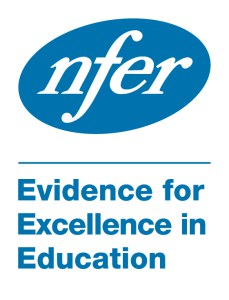 nfer
Evidence for
Excellence in
Education